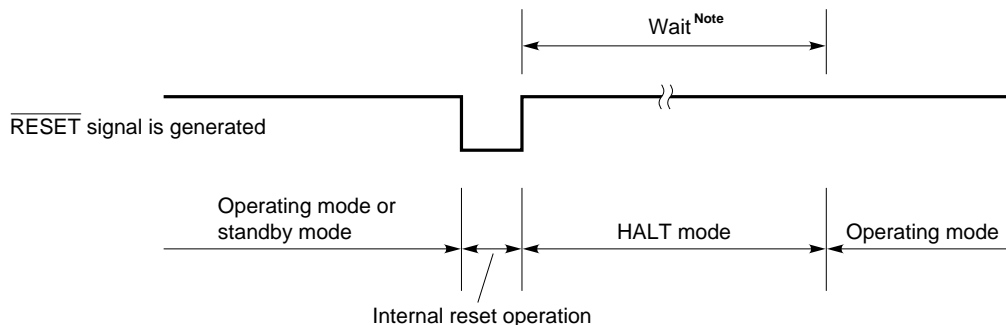 Wait Note
RESET signal is generated
Operating mode or
standby mode
HALT mode
Operating mode
Internal reset operation